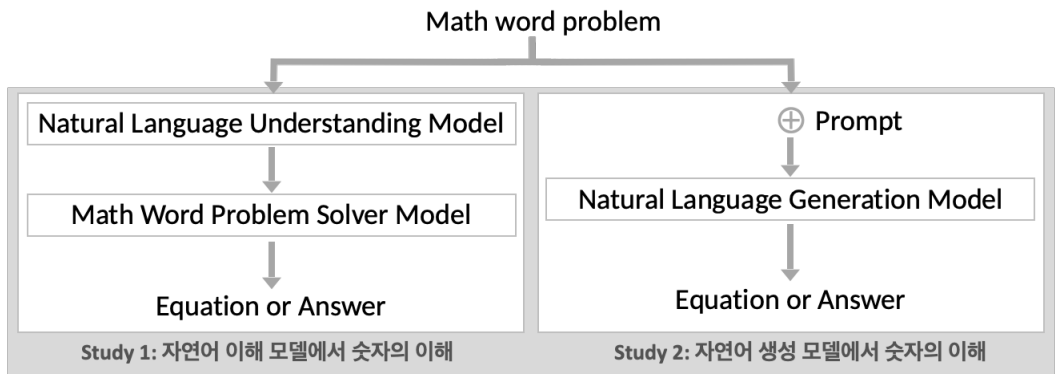 Math word problem
Natural Language Understanding Model
Math Word Problem Solver Model
Equation or Answer
Study 1: 자연어 이해 모델에서 숫자의 이해
Prompt
Natural Language Generation Model
Equation or Answer
Study 2: 자연어 생성 모델에서 숫자의 이해